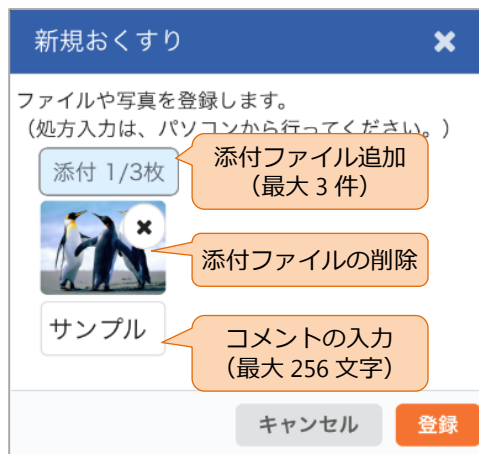 新規おくすり
ファイルや写真を登録します。
（処方入力は、パソコンから行ってください。）
添付 1/3枚
添付ファイル追加
（最大 3 件）
添付ファイルの削除
サンプル
コメントの入力
（最大 256 文字）
キャンセル
登録